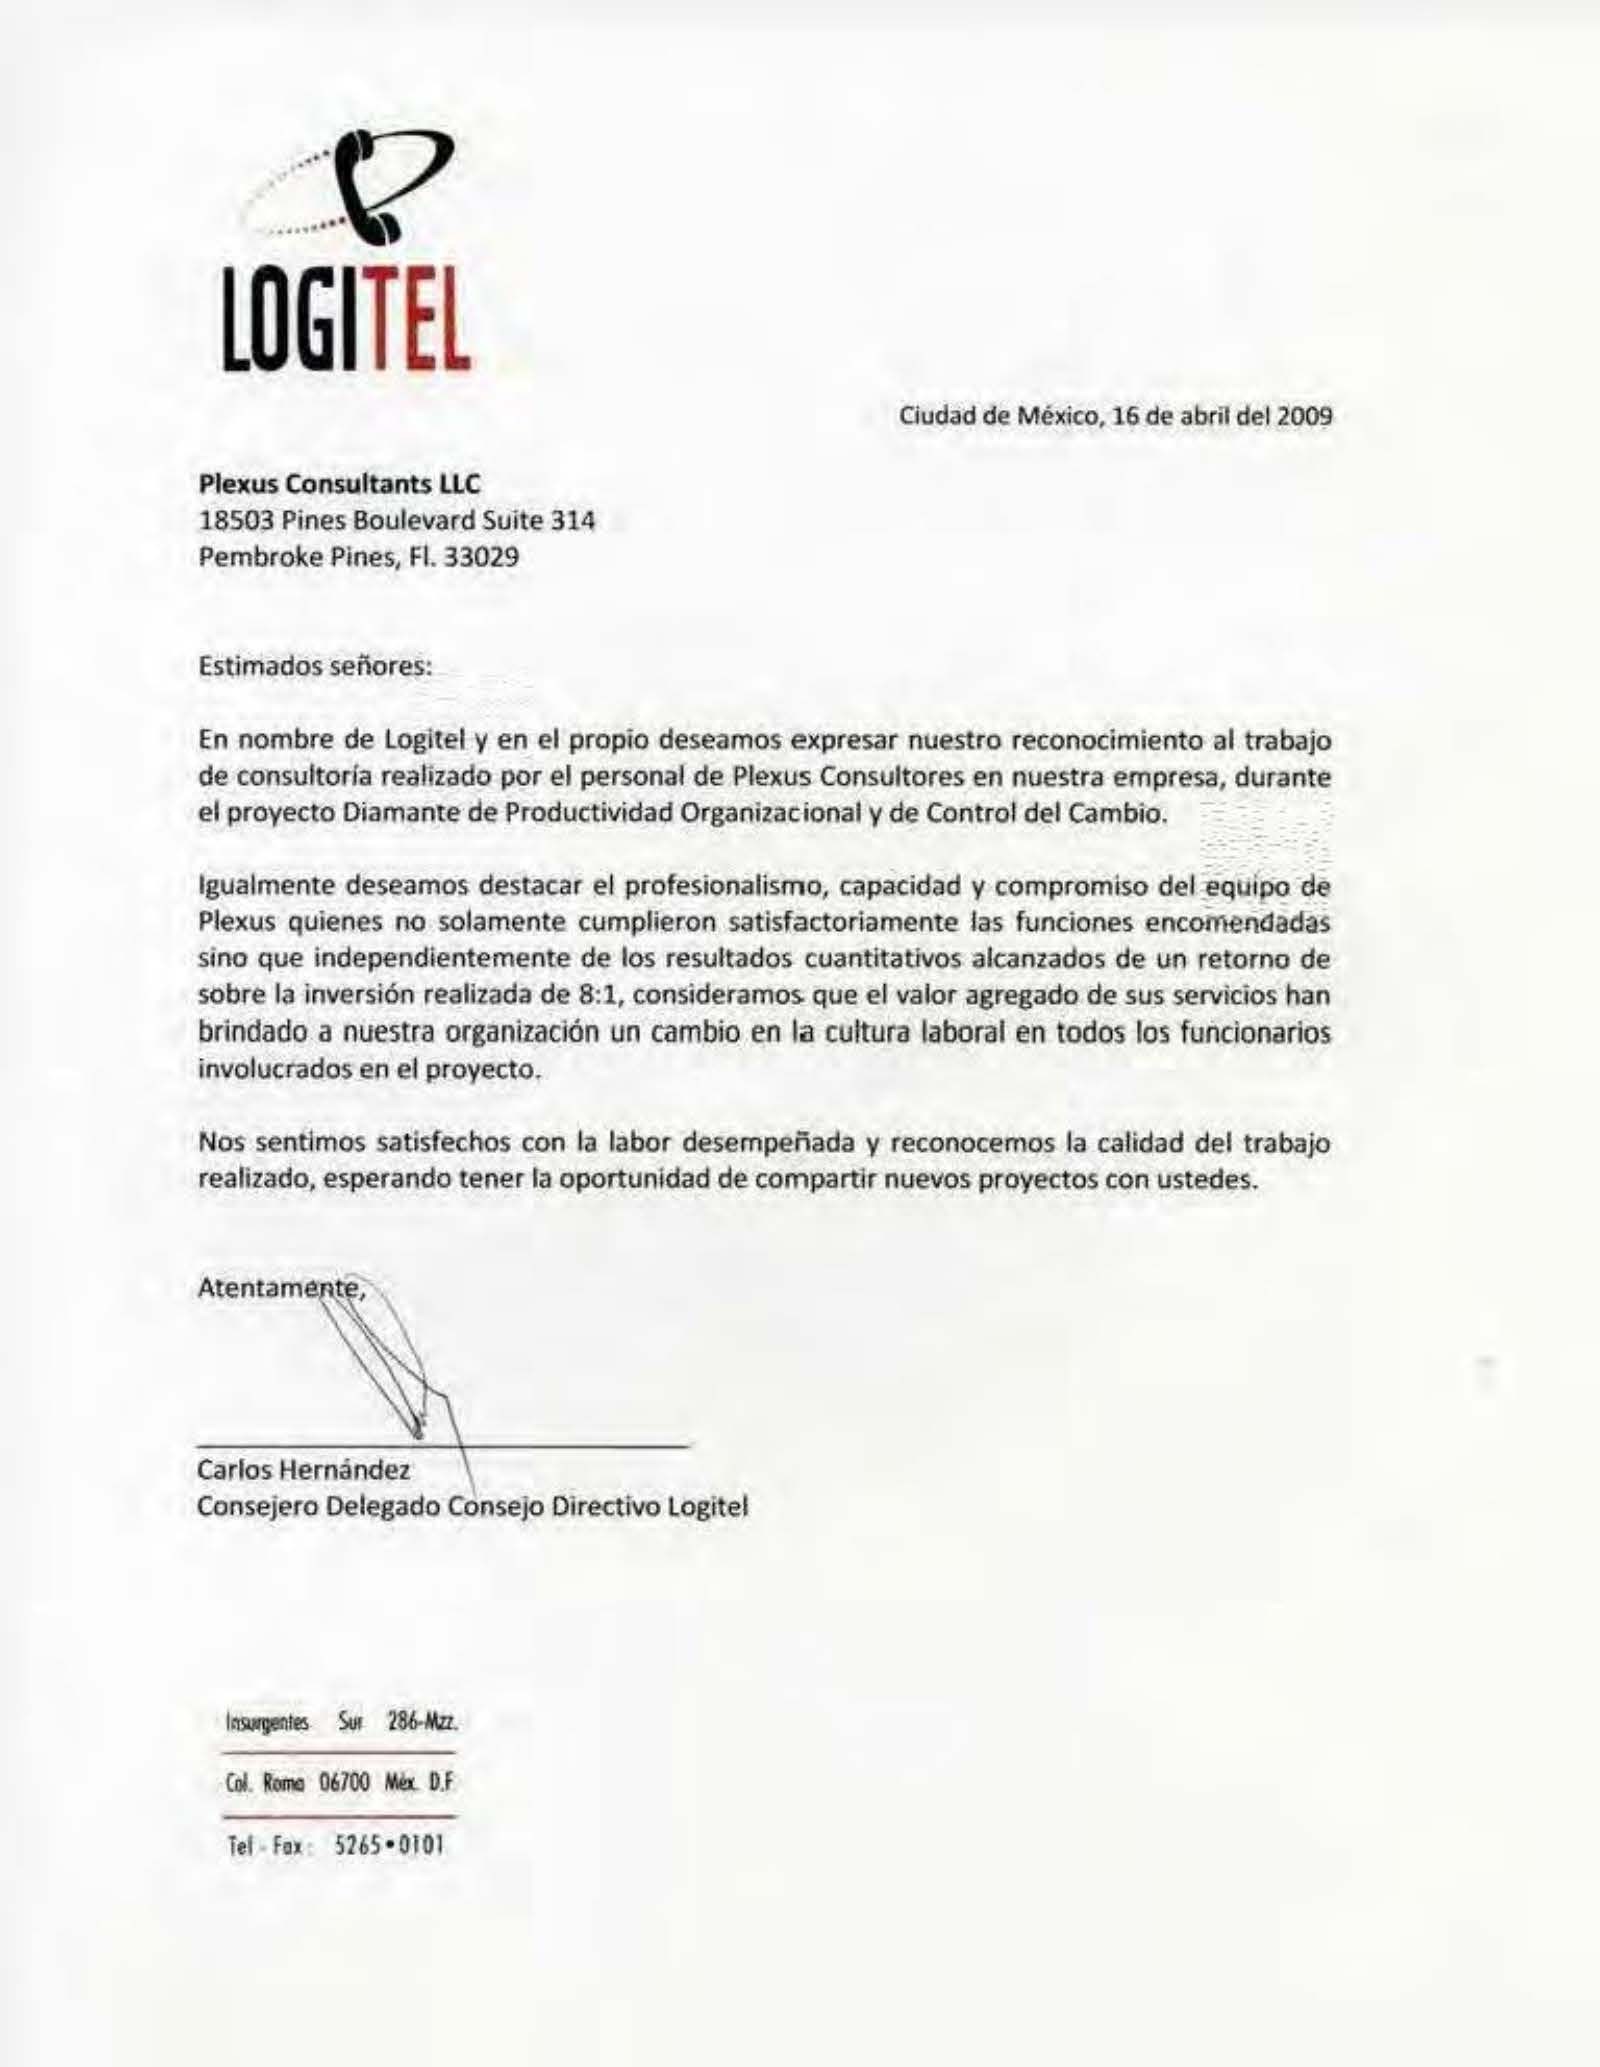 LOGITEL
Ciudad de México, 16 de abril del 2009
Plexus Consultants LLC
18503 Pines Boulevard Suite 314
Pembroke Pines, Fl. 33029
Estimados señores:
En nombre de Logitel y en el propio deseamos expresar nuestro reconocimiento al trabajo
de consultoría realizado por el personal de Plexus Consultores en nuestra empresa, durante
el proyecto Diamante de Productividad Organizacional y de Control del Cambio.
Igualmente deseamos destacar el profesionalismo, capacidad y compromiso del equipo de
Plexus quienes no solamente cumplieron satisfactoriamente las funciones encomendadas
sino que independientemente de los resultados cuantitativos alcanzados de un retorno de
sobre la inversión realizada de 8:1, consideramos que el valor agregado de sus servicios han
brindado a nuestra organización un cambio en la cultura laboral en todos los funcionarios
involucrados en el proyecto.
Nos sentimos satisfechos con la labor desempeñada y reconocemos la calidad del trabajo
realizado, esperando tener la oportunidad de compartir nuevos proyectos con ustedes.
Atentamente,
Carlos Hernández
Consejero Delegado Consejo Directivo Logitel
Insurgentes Sur 286-Mzz.
Col. Roma 06700 Méx. D.F
Tel - Fax: 5265•0101